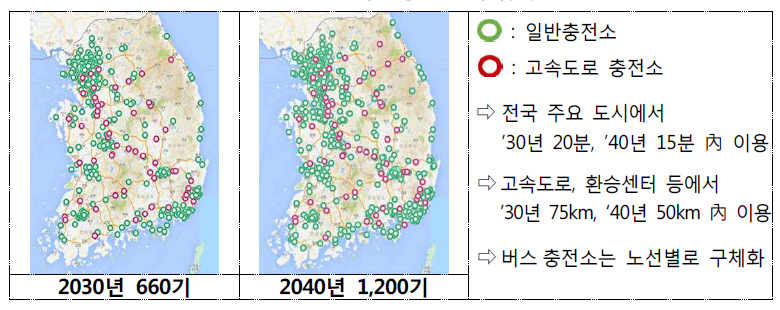 : 일반충전소
: 고속도로 충전소
⇨ 전국 주요 도시에서
’30년 20분, ’40년 15분 內 이용
⇨ 고속도로, 환승센터 등에서
’30년 75km, ’40년 50km 內 이용
⇨ 버스 충전소는 노선별로 구체화
2030년 660기
2040년 1,200기